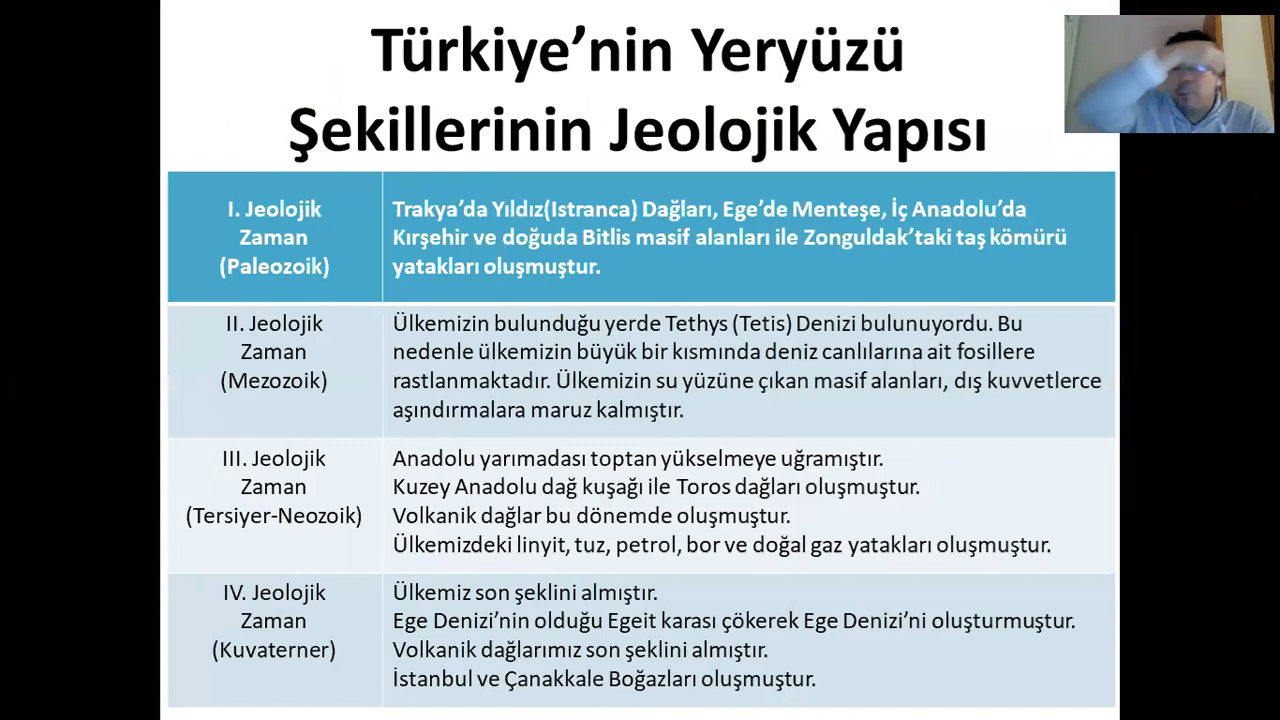 Türkiye’nin Yeryüzü
Şekillerinin Jeolojik Yapısı
I. Jeolojik
Zaman
(Paleozoik)
Trakya’da Yıldız(Istranca) Dağları, Ege’de Menteşe, İç Anadolu’da
Kırşehir ve doğuda Bitlis masif alanları ile Zonguldak’taki taş kömürü
yatakları oluşmuştur.
II. Jeolojik
Zaman
(Mezozoik)
Ülkemizin bulunduğu yerde Tethys (Tetis) Denizi bulunuyordu. Bu
nedenle ülkemizin büyük bir kısmında deniz canlılarına ait fosillere
rastlanmaktadır. Ülkemizin su yüzüne çıkan masif alanları, dış kuvvetlerce
aşındırmalara maruz kalmıştır.
III. Jeolojik
Zaman
(Tersiyer-Neozoik)
Anadolu yarımadası toptan yükselmeye uğramıştır.
Kuzey Anadolu dağ kuşağı ile Toros dağları oluşmuştur.
Volkanik dağlar bu dönemde oluşmuştur.
Ülkemizdeki linyit, tuz, petrol, bor ve doğal gaz yatakları oluşmuştur.
IV. Jeolojik
Zaman
(Kuvaterner)
Ülkemiz son şeklini almıştır.
Ege Denizi’nin olduğu Egeit karası çökerek Ege Denizi’ni oluşturmuştur.
Volkanik dağlarımız son şeklini almıştır.
İstanbul ve Çanakkale Boğazları oluşmuştur.